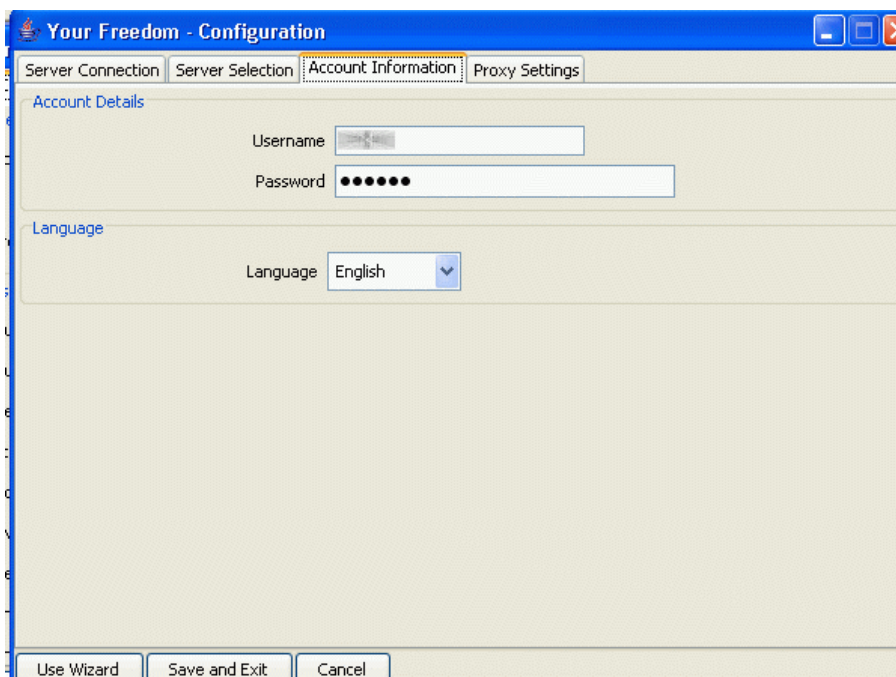 Your Freedom - Configuration
Server Connection Server Selection Account Information Proxy Settings
Account Details
Username
Password ●●●●●●
Language
Language English
Use Wizard Save and Exit Cancel